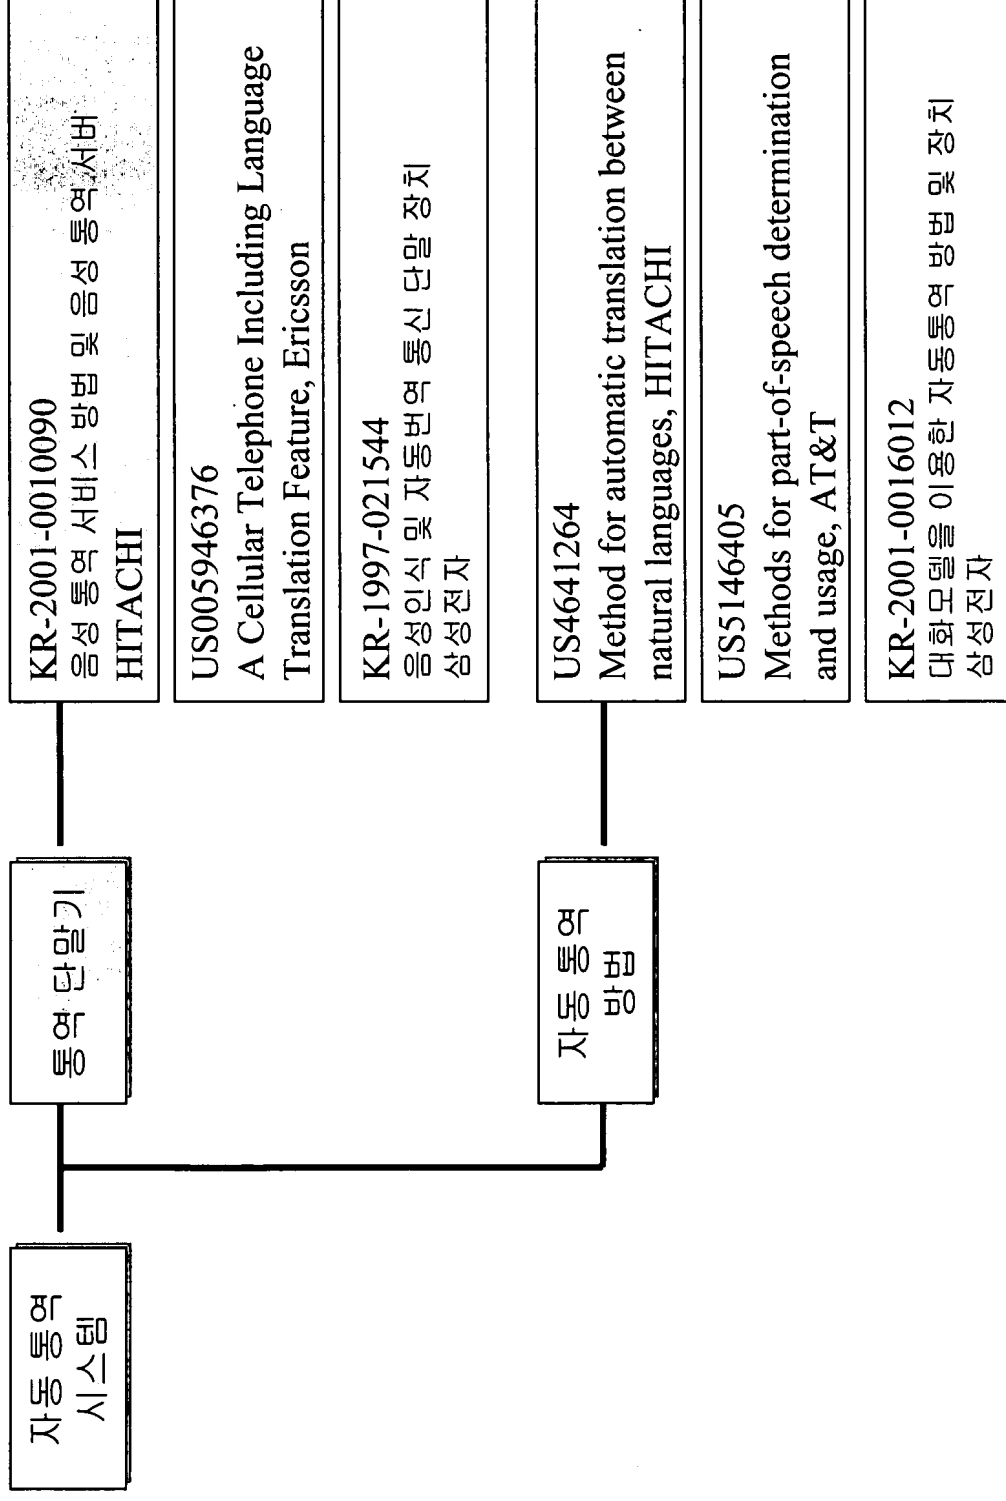 자동 통역
시스템
통역 단말기
KR-2001-0010090
음성 통역 서비스 방법 및 음성 통역 서버
HITACHI
US005946376
A Cellular Telephone Including Language
Translation Feature, Ericsson
KR-1997-021544
음성인식 및 자동번역 통신 단말 장치
삼성전자
자동 통역
방법
US4641264
Method for automatic translation between
natural languages, HITACHI
US5146405
Methods for part-of-speech determination
and usage, AT&T
KR-2001-0016012
대화모델을 이용한 자동통역 방법 및 장치
삼성전자